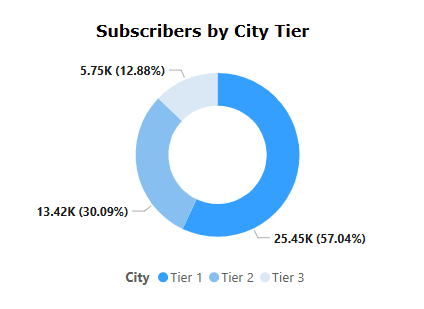 Subscribers by City Tier
5.75K (12.88%)
13.42K (30.09%)
25.45K (57.04%)
City Tier 1 Tier 2 Tier 3